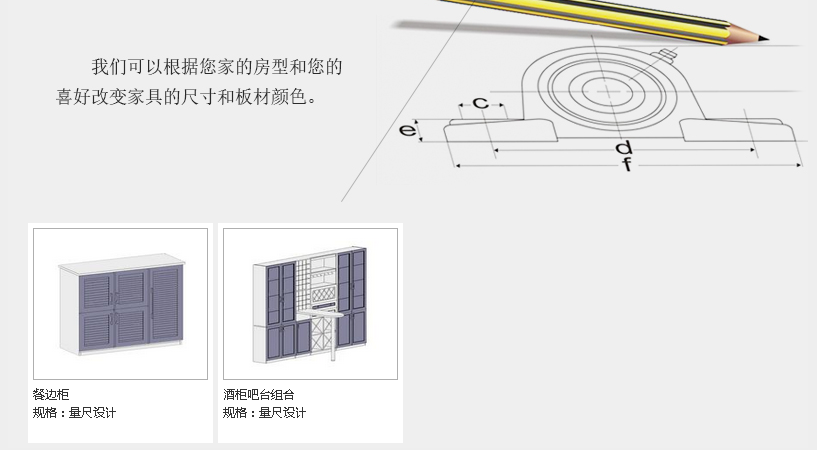 我们可以根据您家的房型和您的
喜好改变家具的尺寸和板材颜色。
c
e
d
f
餐边柜
规格：量尺设计
酒柜吧台组合
规格：量尺设计